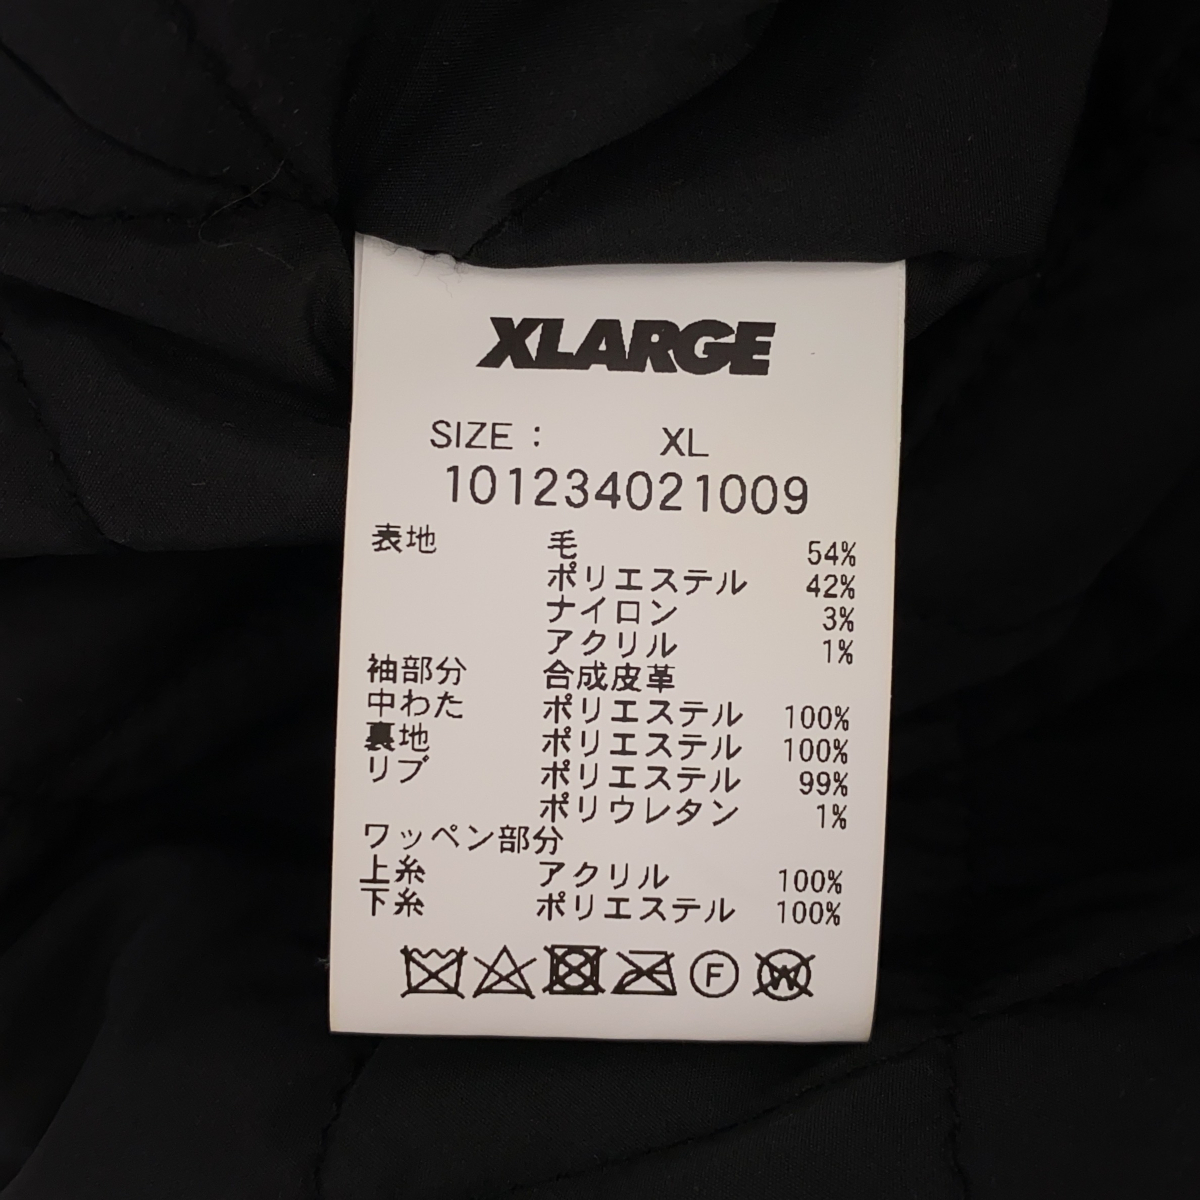 XLARGE
SIZE : XL
101234021009
表地 毛 54%
ポリエステル 42%
ナイロン 3%
アクリル 1%
袖部分 合成皮革
中わた ポリエステル 100%
裏地 ポリエステル 100%
リブ ポリエステル 99%
ポリウレタン 1%
ワッペン部分
上糸 アクリル 100%
下糸 ポリエステル 100%
F W